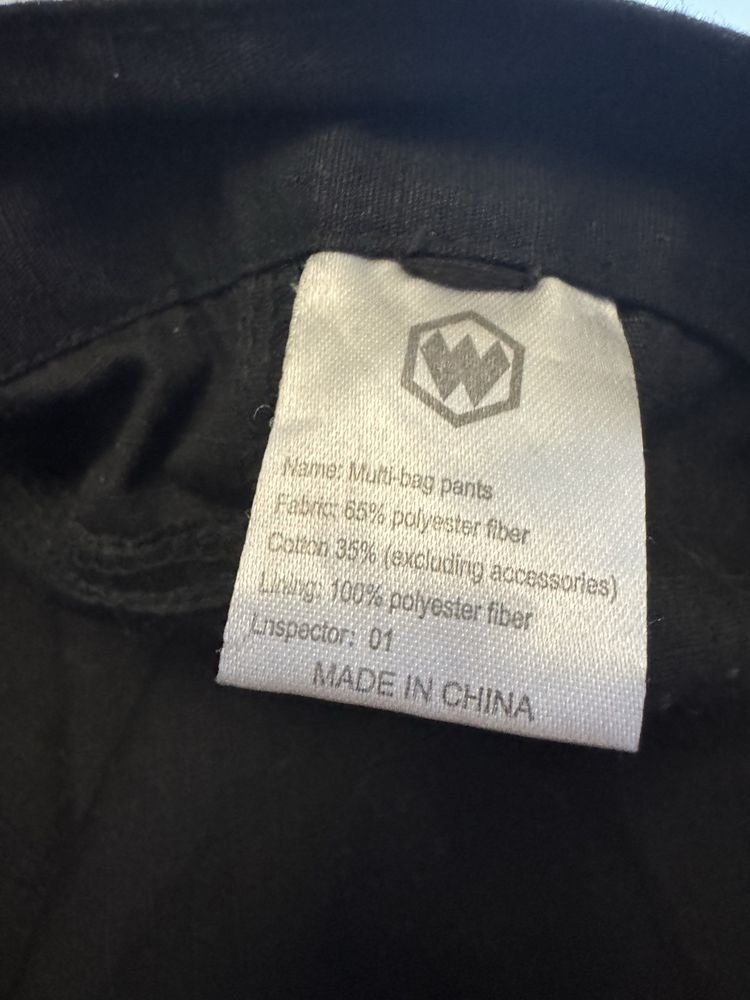 W
Name: Multi-bag pants
Fabric: 65% polyester fiber
Cotton 35% (excluding accessories)
Lining: 100% polyester fiber
Lnspector: 01
MADE IN CHINA